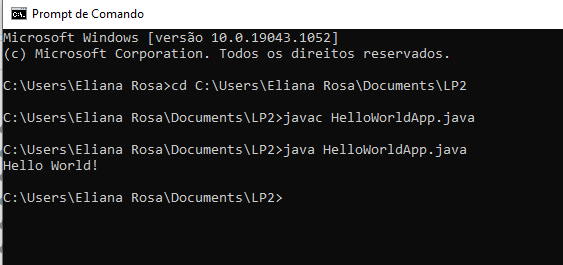 Prompt de Comando
Microsoft Windows [versão 10.0.19043.1052]
(c) Microsoft Corporation. Todos os direitos reservados.
C:\Users\Eliana Rosa>cd C:\Users\Eliana Rosa\Documents\LP2
C:\Users\Eliana Rosa\Documents\LP2>javac HelloWorldApp.java
C:\Users\Eliana Rosa\Documents\LP2>java HelloWorldApp.java
Hello World!
C:\Users\Eliana Rosa\Documents\LP2>